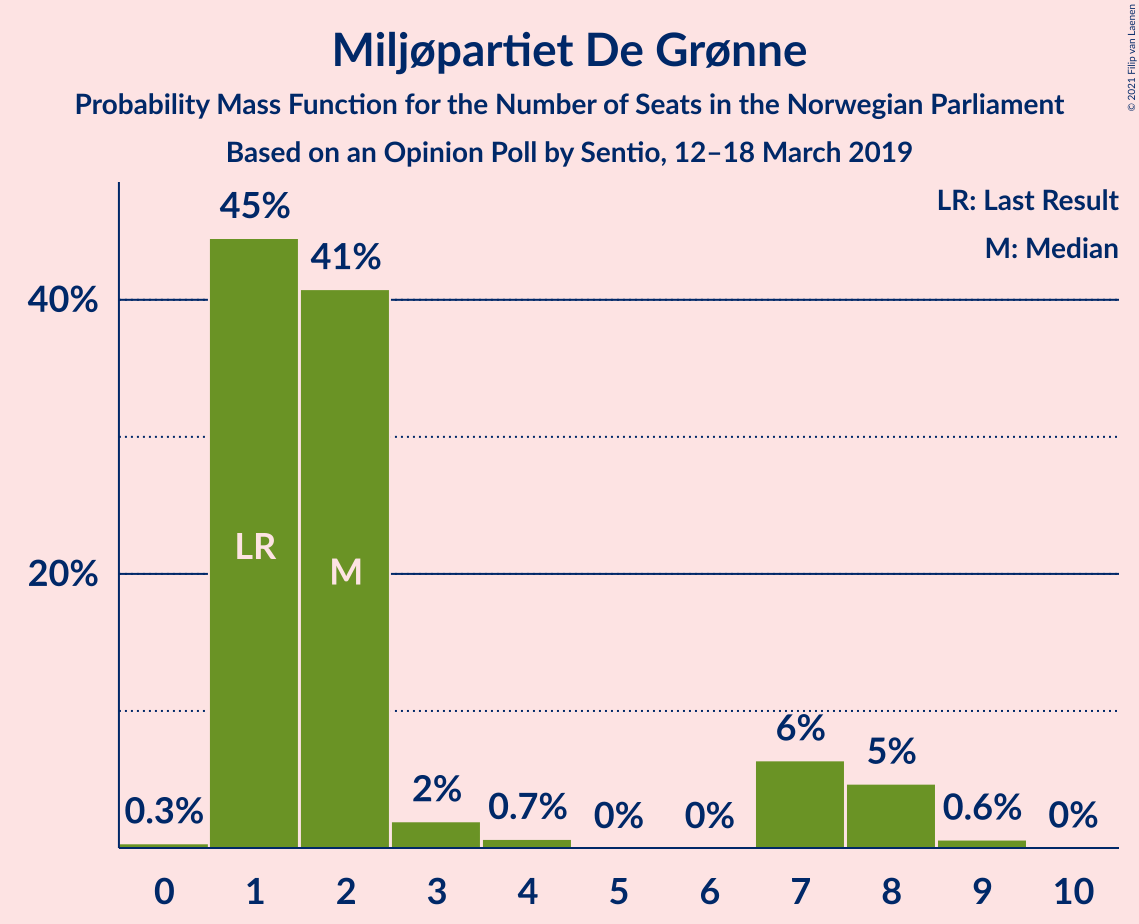 Miljøpartiet De Grønne
Probability Mass Function for the Number of Seats in the Norwegian Parliament
Based on an Opinion Poll by Sentio, 12–18 March 2019
© 2021 Filip van Laenen
LR: Last Result
M: Median
45%
41%
40%
LR
M
20%
6%
5%
2%
0.3%
0.7%
0%
0%
0.6%
0%
0 1 2 3 4 5 6 7 8 9 10